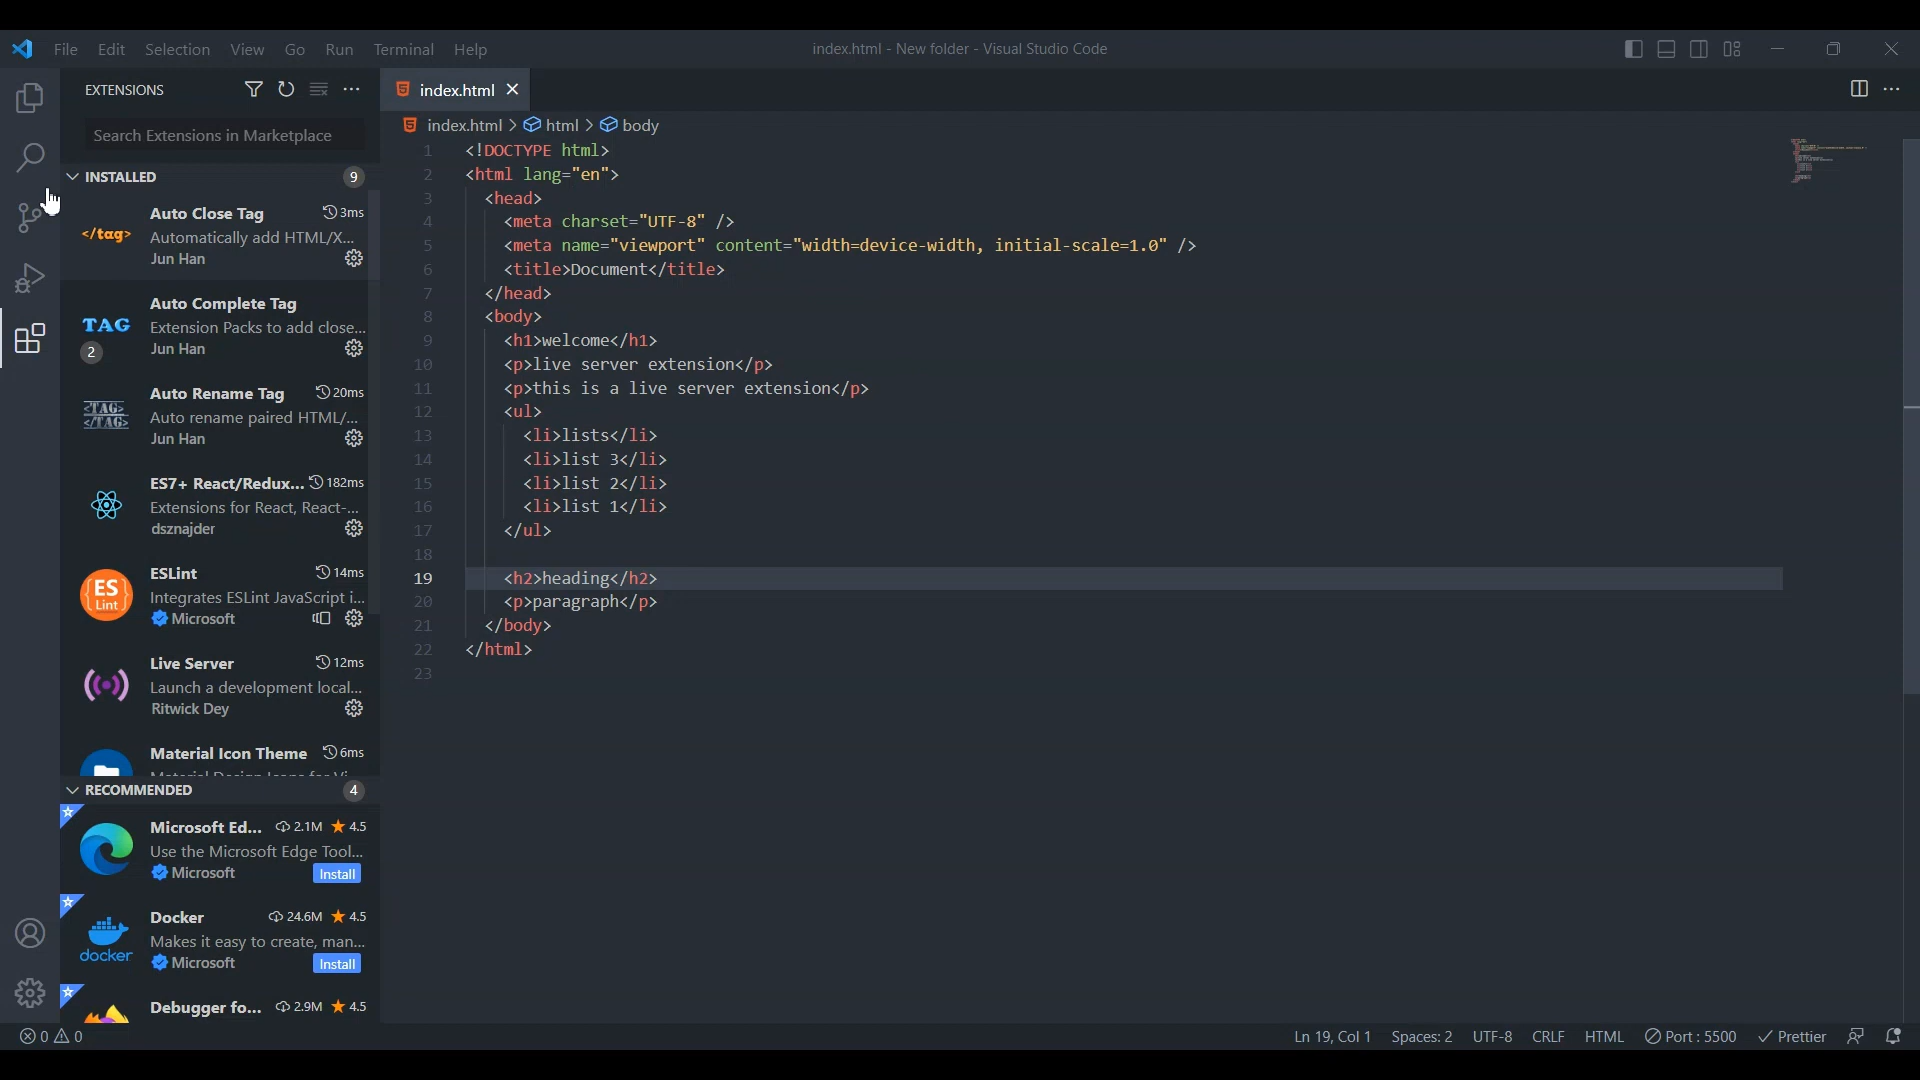 File Edit Selection View Go Run Terminal Help
index.html - New folder - Visual Studio Code
EXTENSIONS
Search Extensions in Marketplace
INSTALLED 9
</tag>
Auto Close Tag 3ms
Automatically add HTML/X...
Jun Han
TAG
2
Auto Complete Tag
Extension Packs to add close...
Jun Han
<TAG>
</TAG>
Auto Rename Tag 20ms
Auto rename paired HTML/...
Jun Han
ES7+ React/Redux... 182ms
Extensions for React, React-...
dsznajder
ES
Lint
ESLint 14ms
Integrates ESLint JavaScript i...
Microsoft
Live Server 12ms
Launch a development local...
Ritwick Dey
Material Icon Theme 6ms
RECOMMENDED 4
Microsoft Ed... 2.1M 4.5
Use the Microsoft Edge Tool...
Microsoft Install
docker
Docker 24.6M 4.5
Makes it easy to create, man...
Microsoft Install
Debugger fo... 2.9M 4.5
index.html
index.html > html > body
1 <!DOCTYPE html>
2 <html lang="en">
3 <head>
4 <meta charset="UTF-8" />
5 <meta name="viewport" content="width=device-width, initial-scale=1.0" />
6 <title>Document</title>
7 </head>
8 <body>
9 <h1>welcome</h1>
10 <p>live server extension</p>
11 <p>this is a live server extension</p>
12 <ul>
13 <li>lists</li>
14 <li>list 3</li>
15 <li>list 2</li>
16 <li>list 1</li>
17 </ul>
18
19 <h2>heading</h2>
20 <p>paragraph</p>
21 </body>
22 </html>
23
0 0
Ln 19, Col 1 Spaces: 2 UTF-8 CRLF HTML Port : 5500 Prettier